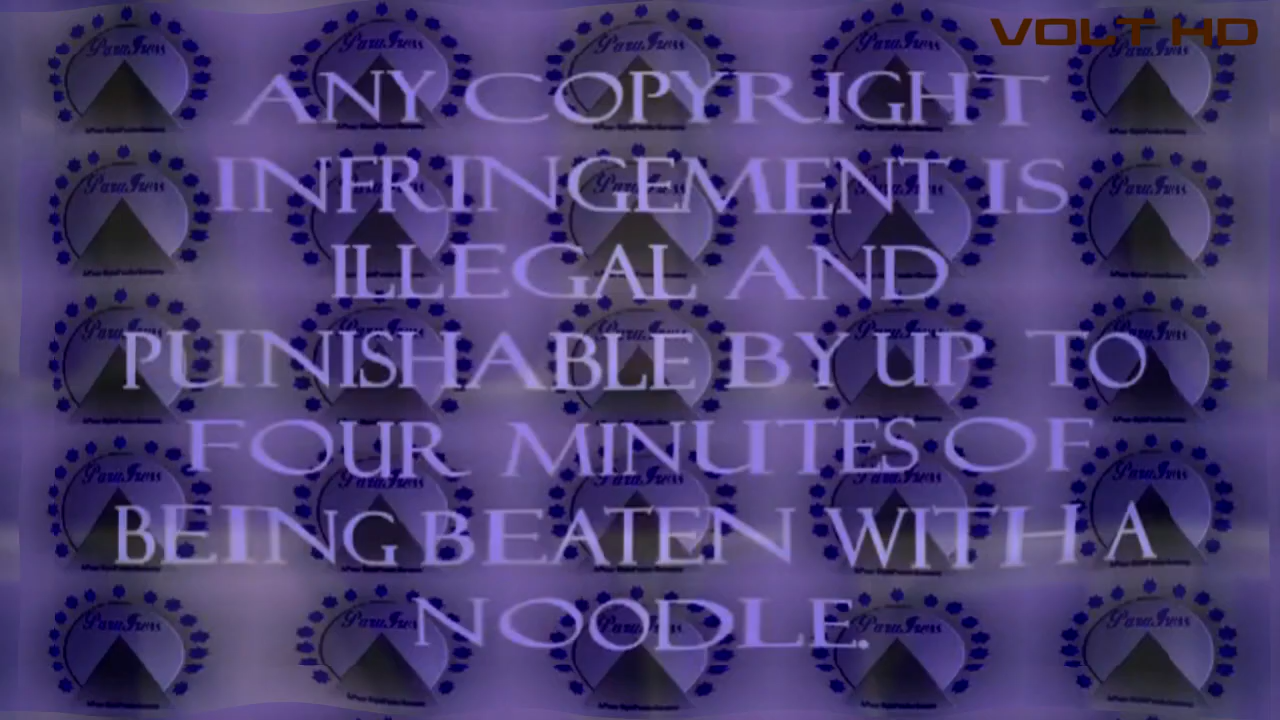 VOLT HD
ANY COPYRIGHT
INFRINGEMENT IS
ILLEGAL AND
PUNISHABLE BY UP TO
FOUR MINUTES OF
BEING BEATEN WITH A
NOODLE.